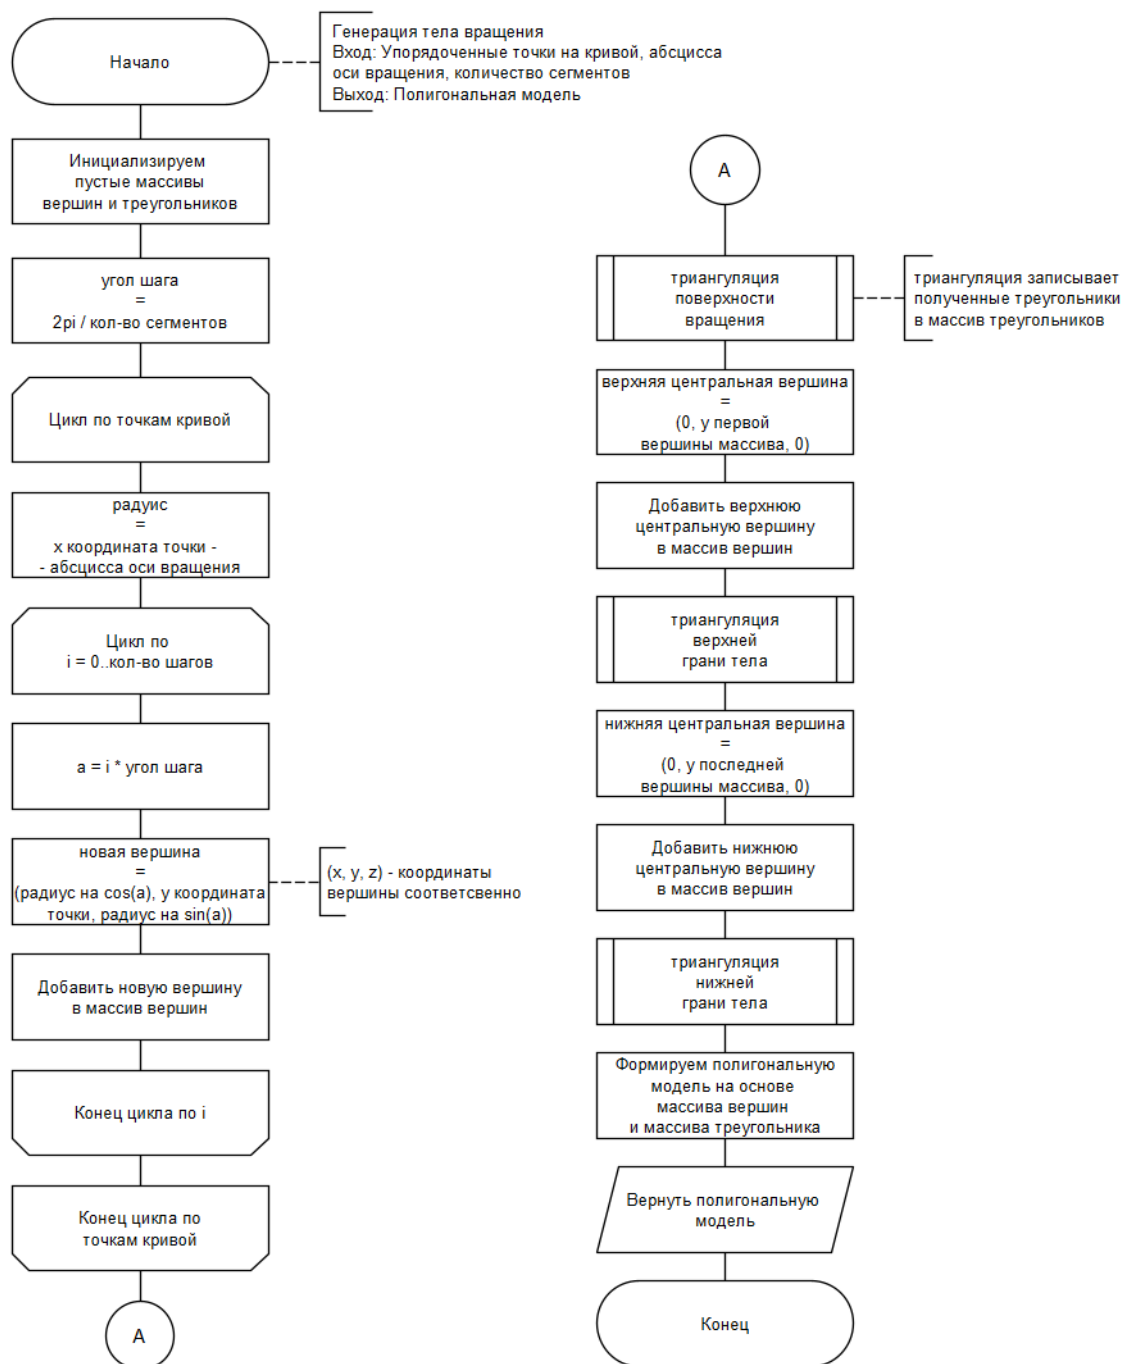 Начало
Генерация тела вращения
Вход: Упорядоченные точки на кривой, абсцисса
оси вращения, количество сегментов
Выход: Полигональная модель
Инициализируем
пустые массивы
вершин и треугольников
угол шага
=
2pi / кол-во сегментов
Цикл по точкам кривой
радуис
=
x координата точки -
- абсцисса оси вращения
Цикл по
i = 0..кол-во шагов
a = i * угол шага
новая вершина
=
(радиус на cos(a), y координата
точки, радиус на sin(a))
(x, y, z) - координаты
вершины соответсвенно
Добавить новую вершину
в массив вершин
Конец цикла по i
Конец цикла по
точкам кривой
A
A
триангуляция
поверхности
вращения
триангуляция записывает
полученные треугольники
в массив треугольников
верхняя центральная вершина
=
(0, y первой
вершины массива, 0)
Добавить верхнюю
центральную вершину
в массив вершин
триангуляция
верхней
грани тела
нижняя центральная вершина
=
(0, y последней
вершины массива, 0)
Добавить нижнюю
центральную вершину
в массив вершин
триангуляция
нижней
грани тела
Формируем полигональную
модель на основе
массива вершин
и массива треугольника
Вернуть полигональную
модель
Конец